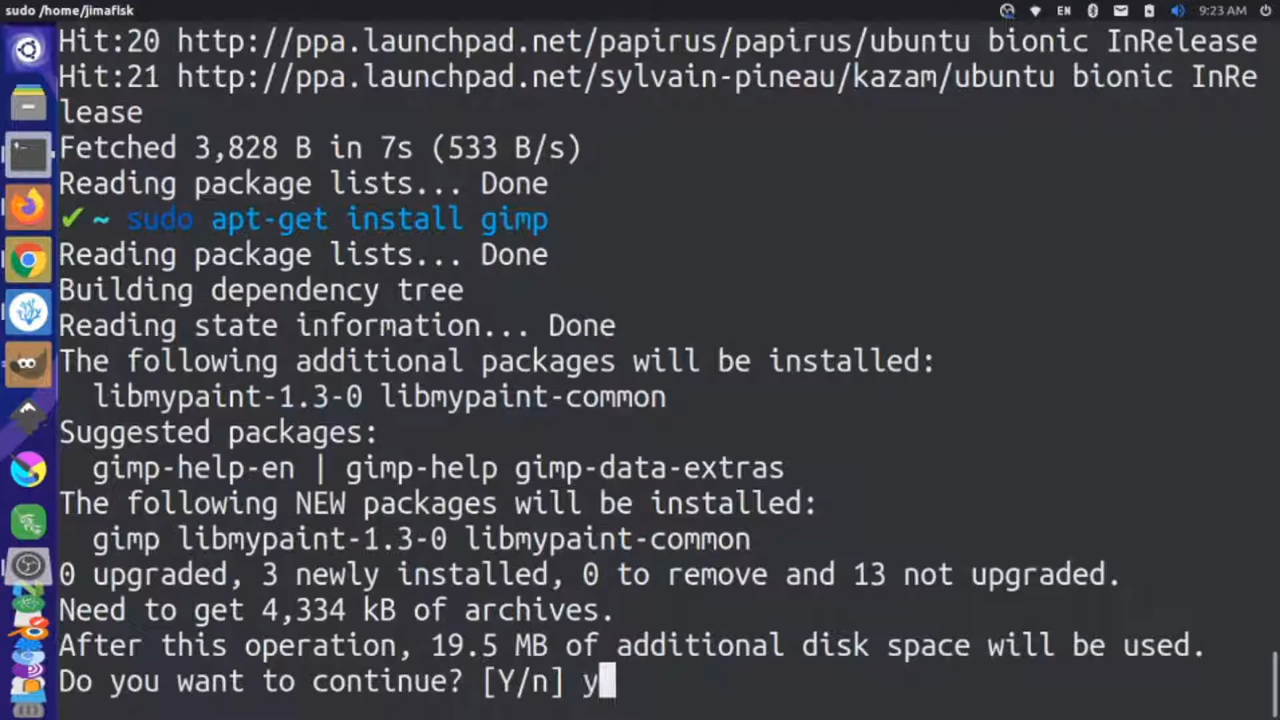 sudo /home/jimafisk
EN
9:23 AM
Hit:20 http://ppa.launchpad.net/papirus/papirus/ubuntu bionic InRelease
Hit:21 http://ppa.launchpad.net/sylvain-pineau/kazam/ubuntu bionic InRe
lease
Fetched 3,828 B in 7s (533 B/s)
Reading package lists... Done
✔ ~ sudo apt-get install gimp
Reading package lists... Done
Building dependency tree
Reading state information... Done
The following additional packages will be installed:
libmypaint-1.3-0 libmypaint-common
Suggested packages:
gimp-help-en | gimp-help gimp-data-extras
The following NEW packages will be installed:
gimp libmypaint-1.3-0 libmypaint-common
0 upgraded, 3 newly installed, 0 to remove and 13 not upgraded.
Need to get 4,334 kB of archives.
After this operation, 19.5 MB of additional disk space will be used.
Do you want to continue? [Y/n] y